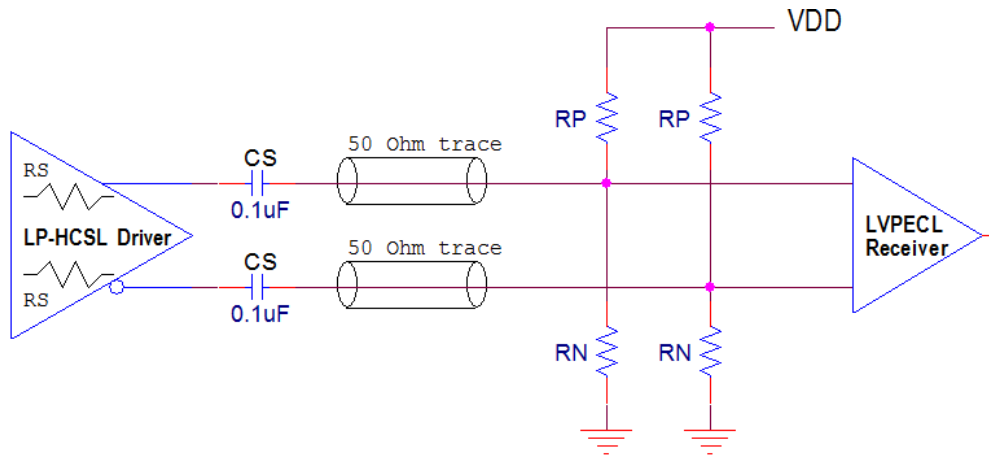 VDD
RP
RP
50 Ohm trace
CS
RS
0.1uF
LP-HCSL Driver
LVPECL
Receiver
50 Ohm trace
CS
RS
0.1uF
RN
RN